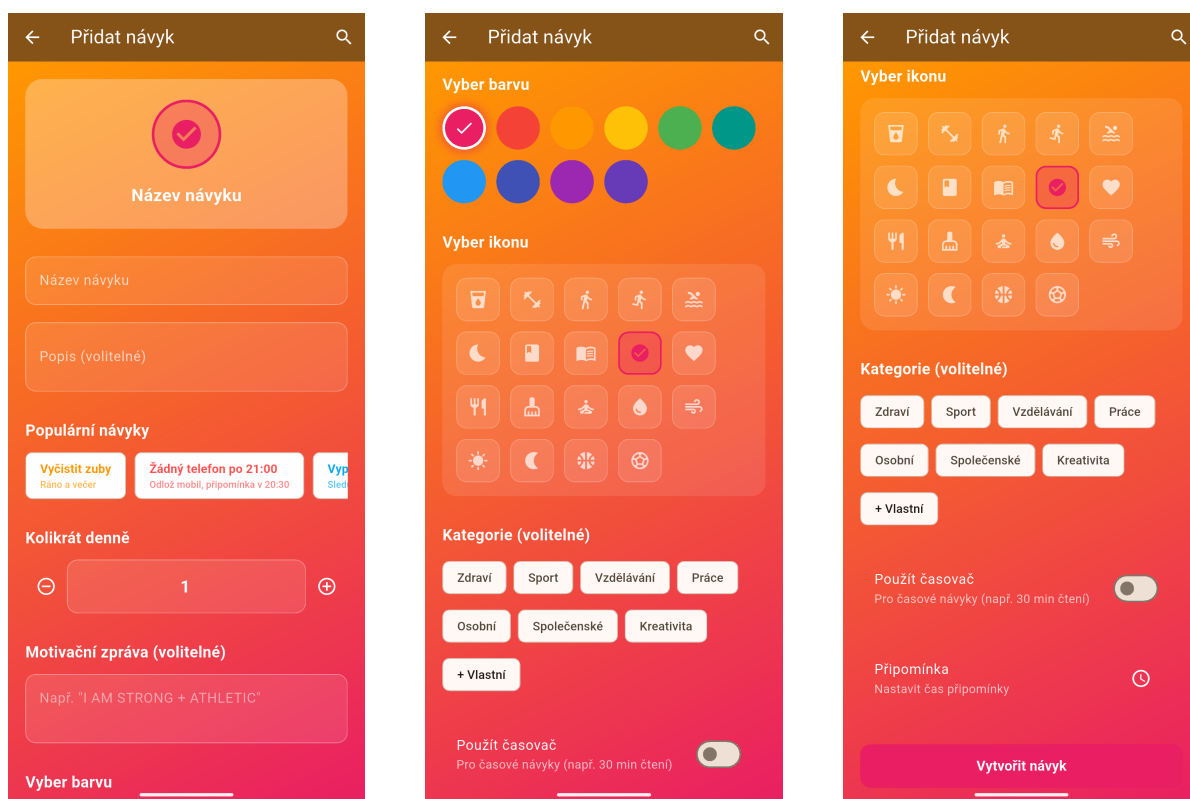 Přidat návyk
Název návyku
Název návyku
Popis (volitelné)
Populární návyky
Vyčistit zuby
Ráno a večer
Žádný telefon po 21:00
Odlož mobil, připomínka v 20:30
Kolikrát denně
1
Motivační zpráva (volitelné)
Např. "I AM STRONG + ATHLETIC"
Vyber barvu
Přidat návyk
Vyber barvu
Vyber ikonu
Kategorie (volitelné)
Zdraví Sport Vzdělávání Práce
Osobní Společenské Kreativita
+ Vlastní
Použít časovač
Pro časové návyky (např. 30 min čtení)
Přidat návyk
Vyber ikonu
Kategorie (volitelné)
Zdraví Sport Vzdělávání Práce
Osobní Společenské Kreativita
+ Vlastní
Použít časovač
Pro časové návyky (např. 30 min čtení)
Připomínka
Nastavit čas připomínky
Vytvořit návyk